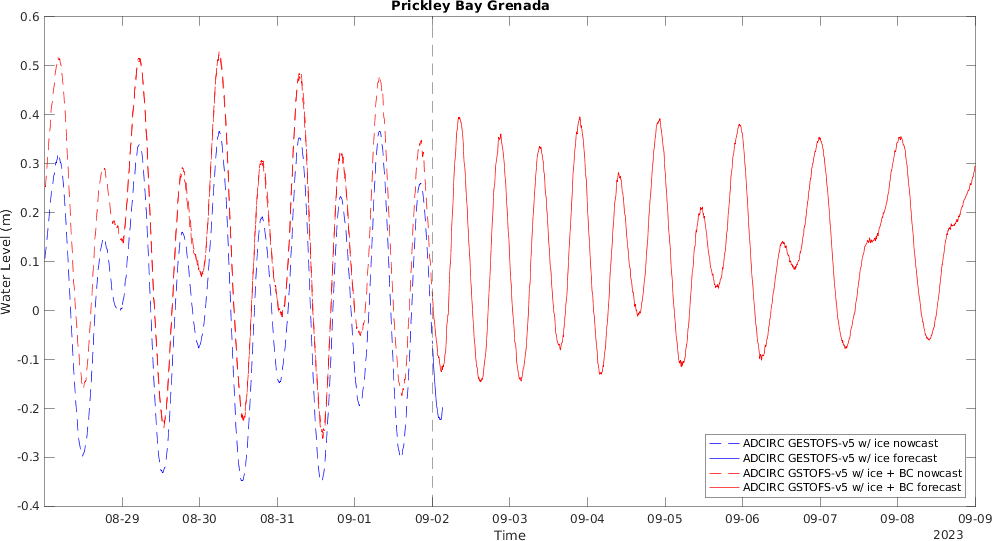 Prickley Bay Grenada
0.6
0.5
0.4
0.3
0.2
0.1
0
-0.1
-0.2
-0.3
-0.4
Water Level (m)
08-29 08-30 08-31 09-01 09-02 09-03 09-04 09-05 09-06 09-07 09-08 09-09
Time
2023
ADCIRC GESTOFS-v5 w/ ice nowcast
ADCIRC GESTOFS-v5 w/ ice forecast
ADCIRC GSTOFS-v5 w/ ice + BC nowcast
ADCIRC GSTOFS-v5 w/ ice + BC forecast